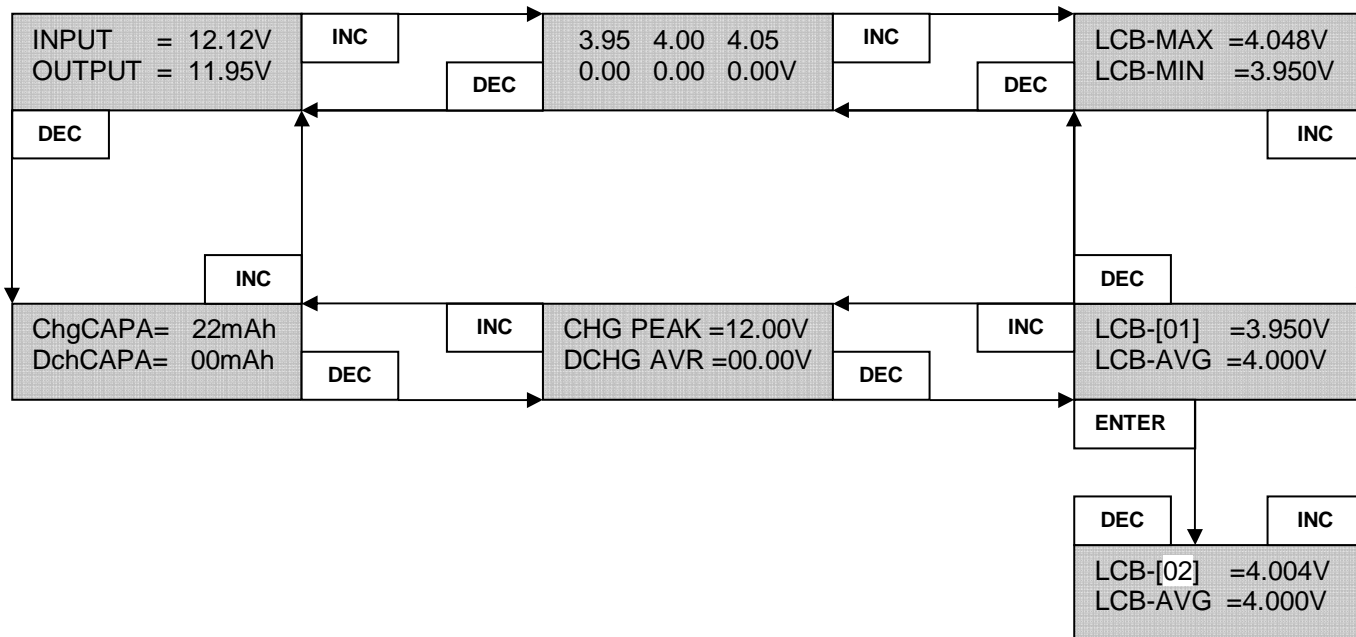 INPUT = 12.12V
OUTPUT = 11.95V
INC
DEC
3.95 4.00 4.05
0.00 0.00 0.00V
INC
DEC
LCB-MAX =4.048V
LCB-MIN =3.950V
DEC
INC
INC
DEC
ChgCAPA= 22mAh
DchCAPA= 00mAh
DEC
INC
CHG PEAK =12.00V
DCHG AVR =00.00V
INC
DEC
LCB-[01] =3.950V
LCB-AVG =4.000V
ENTER
DEC
INC
LCB-[02] =4.004V
LCB-AVG =4.000V